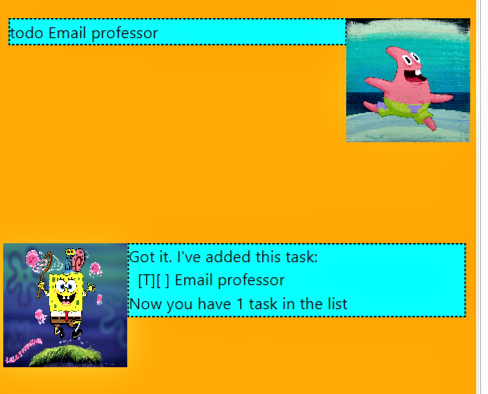 todo Email professor
Got it. I've added this task:
[T][ ] Email professor
Now you have 1 task in the list